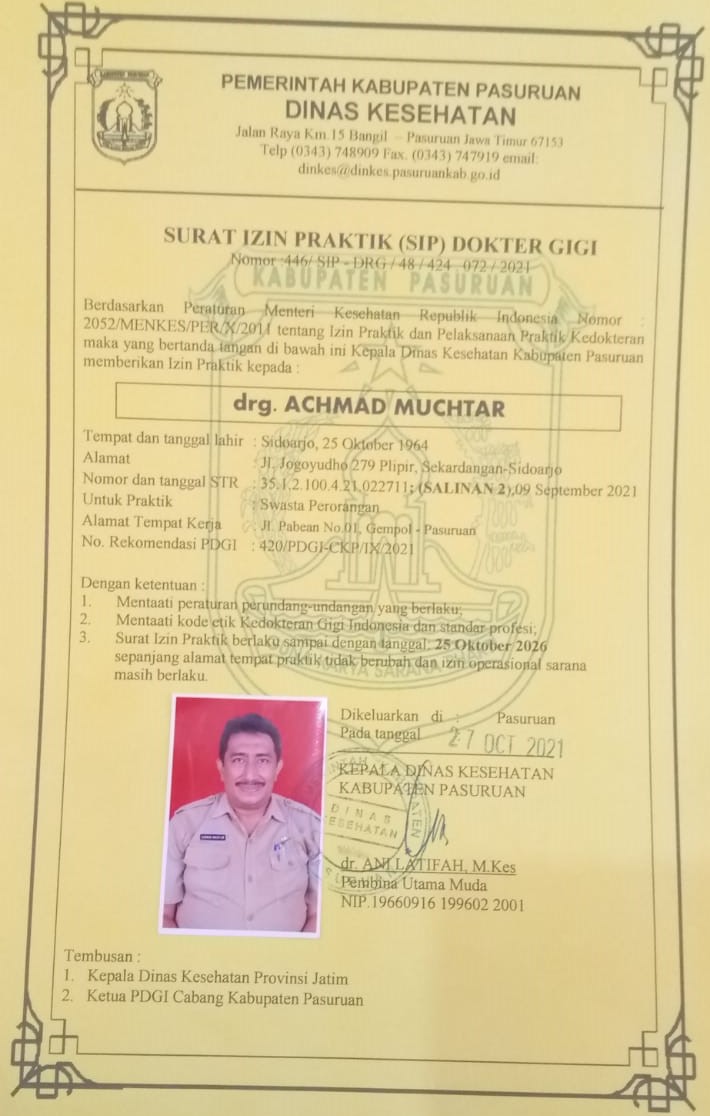 PEMERINTAH KABUPATEN PASURUAN
DINAS KESEHATAN
Jalan Raya Km.15 Bangil – Pasuruan Jawa Timur 67153
Telp (0343) 748909 Fax. (0343) 747919 email:
dinkes@dinkes.pasuruankab.go.id
SURAT IZIN PRAKTIK (SIP) DOKTER GIGI
Nomor :446/ SIP - DRG / 48 / 424 072 / 2021
KABUPATEN PASURUAN
Berdasarkan Peraturan Menteri Kesehatan Republik Indonesia Nomor :
2052/MENKES/PER/X/2011 tentang Izin Praktik dan Pelaksanaan Praktik Kedokteran
maka yang bertanda tangan di bawah ini Kepala Dinas Kesehatan Kabupaten Pasuruan
memberikan Izin Praktik kepada :
drg. ACHMAD MUCHTAR
Tempat dan tanggal lahir : Sidoarjo, 25 Oktober 1964
Alamat : Jl. Jogoyudho 279 Plipir, Sekardangan-Sidoarjo
Nomor dan tanggal STR : 35.1.2.100.4.21.022711; (SALINAN 2),09 September 2021
Untuk Praktik : Swasta Perorangan
Alamat Tempat Kerja : Jl. Pabean No.01, Gempol - Pasuruan
No. Rekomendasi PDGI : 420/PDGI-CKP/IX/2021
Dengan ketentuan :
1. Mentaati peraturan perundang-undangan yang berlaku;
2. Mentaati kode etik Kedokteran Gigi Indonesia dan standar profesi;
3. Surat Izin Praktik berlaku sampai dengan tanggal: 25 Oktober 2026
sepanjang alamat tempat praktik tidak berubah dan izin operasional sarana
masih berlaku.
Dikeluarkan di : Pasuruan
Pada tanggal 27 OCT 2021
KEPALA DINAS KESEHATAN
KABUPATEN PASURUAN
DINAS
KESEHATAN
dr. ANI LATIFAH, M.Kes
Pembina Utama Muda
NIP.19660916 199602 2001
Tembusan :
1. Kepala Dinas Kesehatan Provinsi Jatim
2. Ketua PDGI Cabang Kabupaten Pasuruan